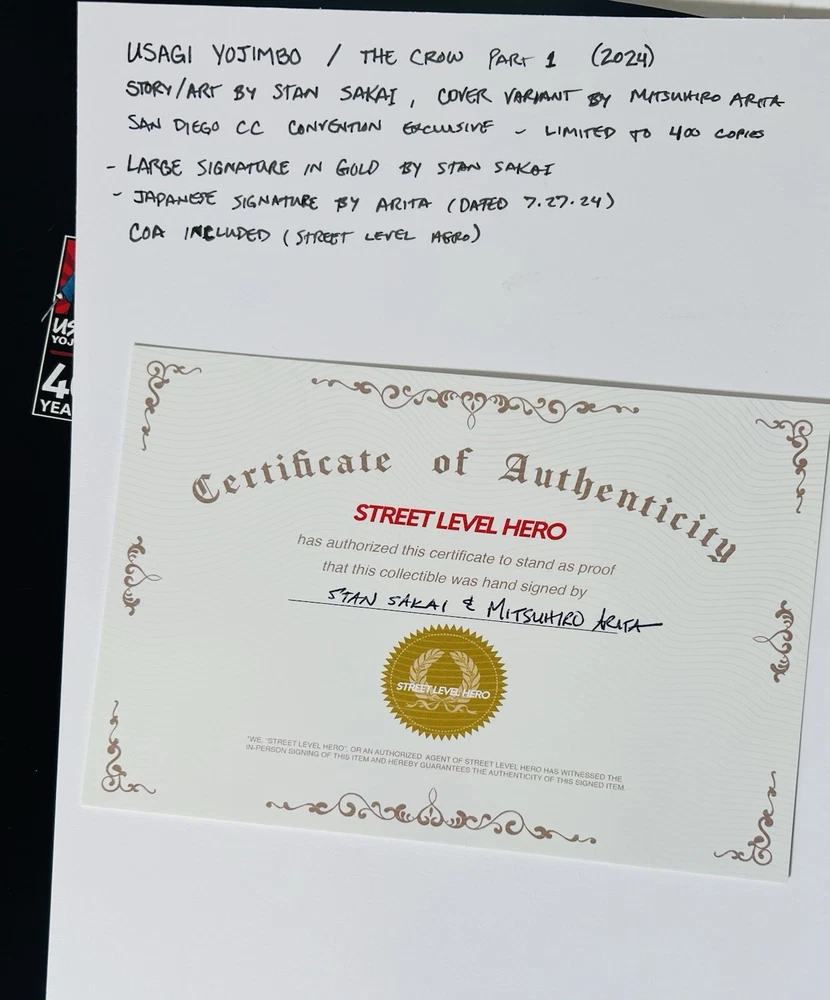 USAGI YOJIMBO / THE CROW PART 1 (2024)
STORY/ART BY STAN SAKAI, COVER VARIANT BY MITSUHIRO ARITA
SAN DIEGO CC CONVENTION EXCLUSIVE - LIMITED TO 400 COPIES
- LARGE SIGNATURE IN GOLD BY STAN SAKAI
- JAPANESE SIGNATURE BY ARITA (DATED 7.27.24)
COA INCLUDED (STREET LEVEL HERO)
US
YOJ
4
YEA
Certificate of Authenticity
STREET LEVEL HERO
has authorized this certificate to stand as proof
that this collectible was hand signed by
STAN SAKAI & MITSUHIRO ARITA
STREET LEVEL HERO
"WE, "STREET LEVEL HERO", OR AN AUTHORIZED AGENT OF STREET LEVEL HERO HAS WITNESSED THE
IN-PERSON SIGNING OF THIS ITEM AND HEREBY GUARANTEES THE AUTHENTICITY OF THIS SIGNED ITEM.